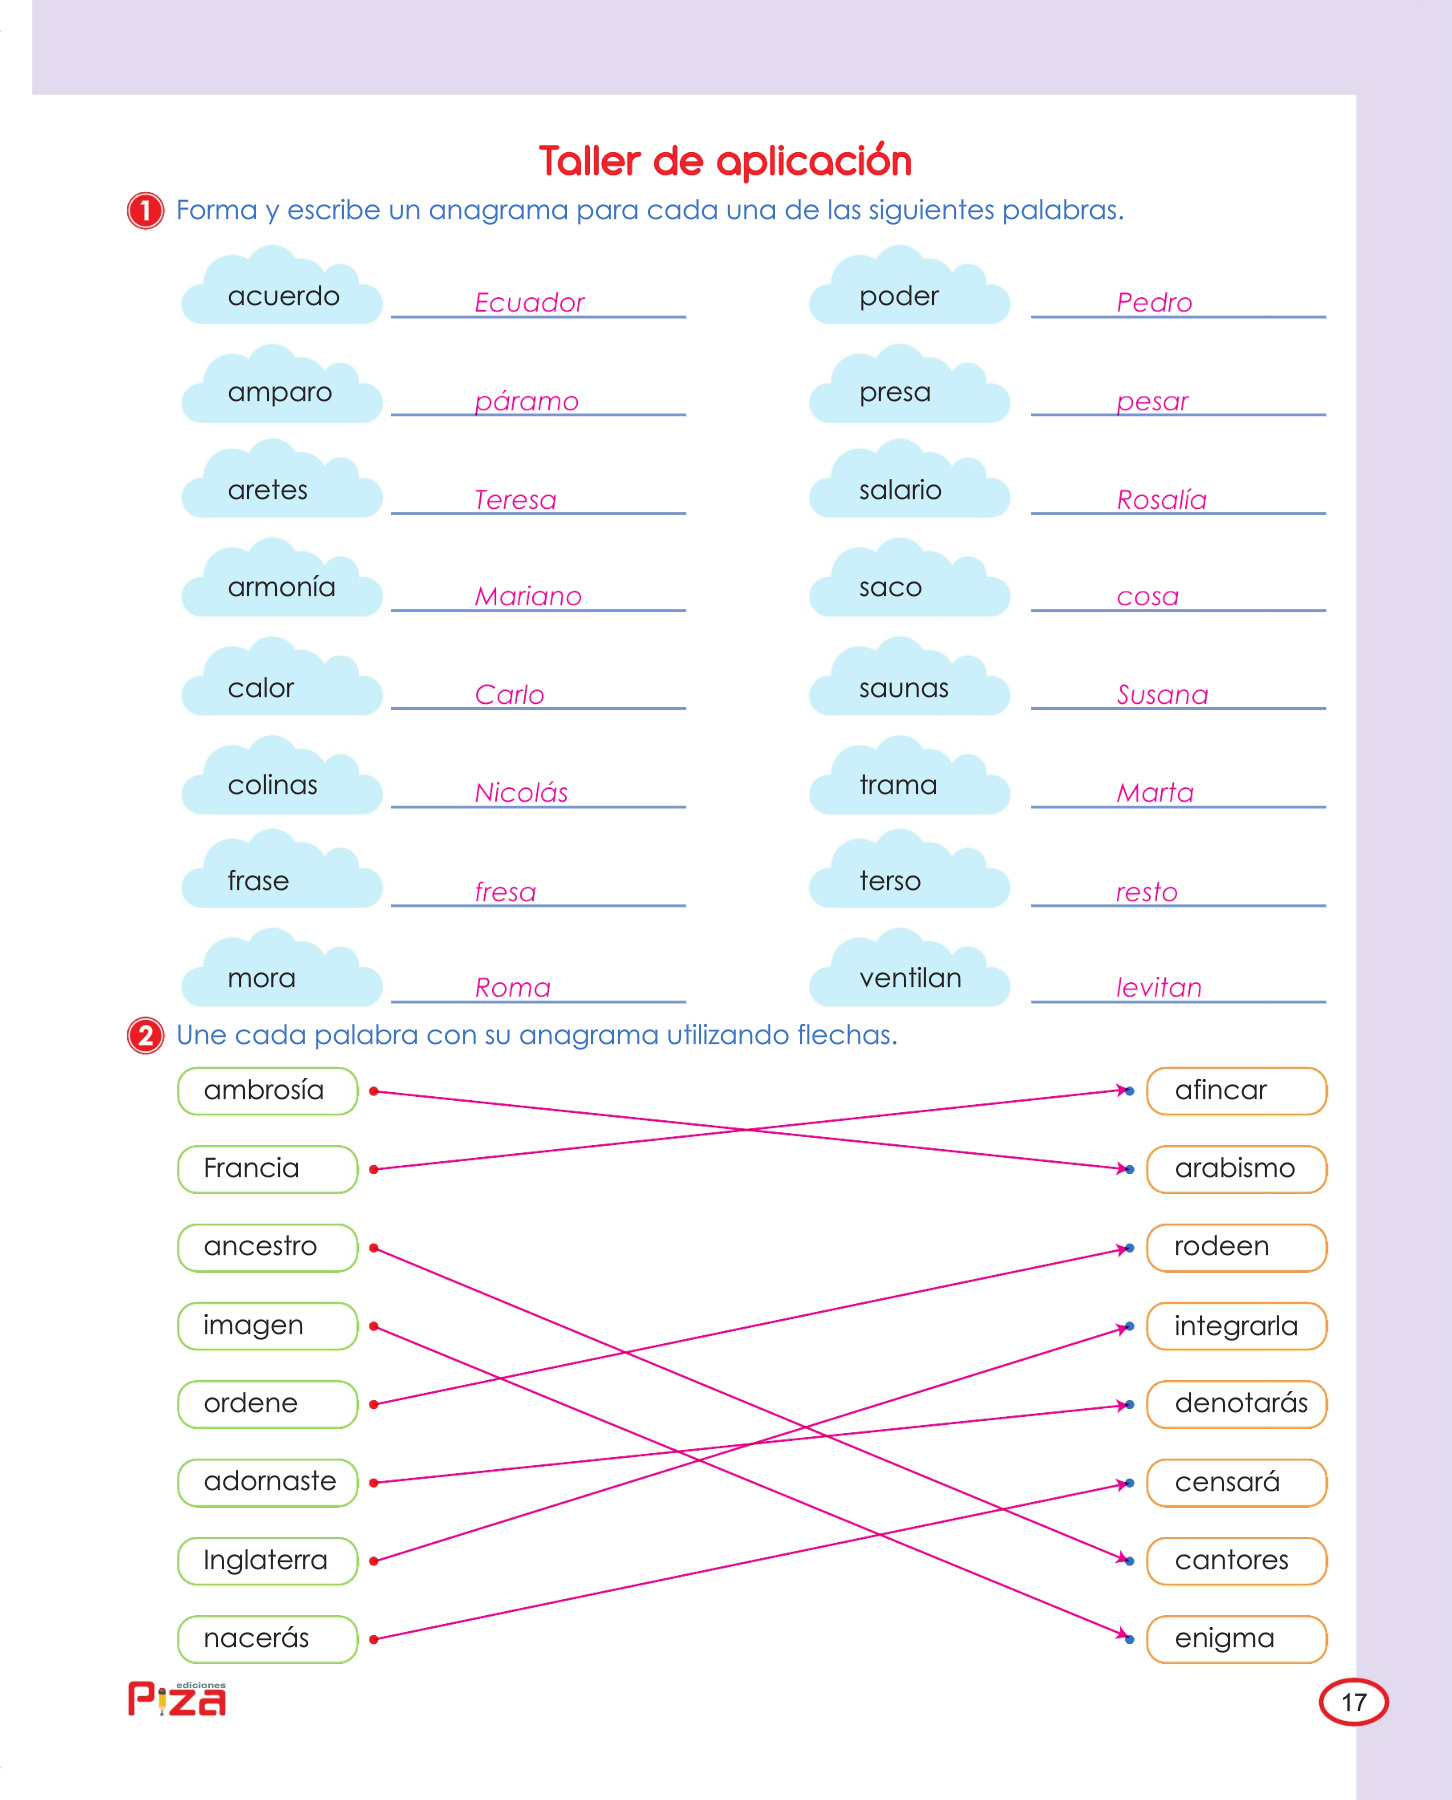 Taller de aplicación
1 Forma y escribe un anagrama para cada una de las siguientes palabras.
acuerdo Ecuador poder Pedro
amparo páramo presa pesar
aretes Teresa salario Rosalía
armonía Mariano saco cosa
calor Carlo saunas Susana
colinas Nicolás trama Marta
frase fresa terso resto
mora Roma ventilan levitan
2 Une cada palabra con su anagrama utilizando flechas.
ambrosía afincar
Francia arabismo
ancestro rodeen
imagen integrarla
ordene denotarás
adornaste censará
Inglaterra cantores
nacerás enigma
ediciones
Piza
17